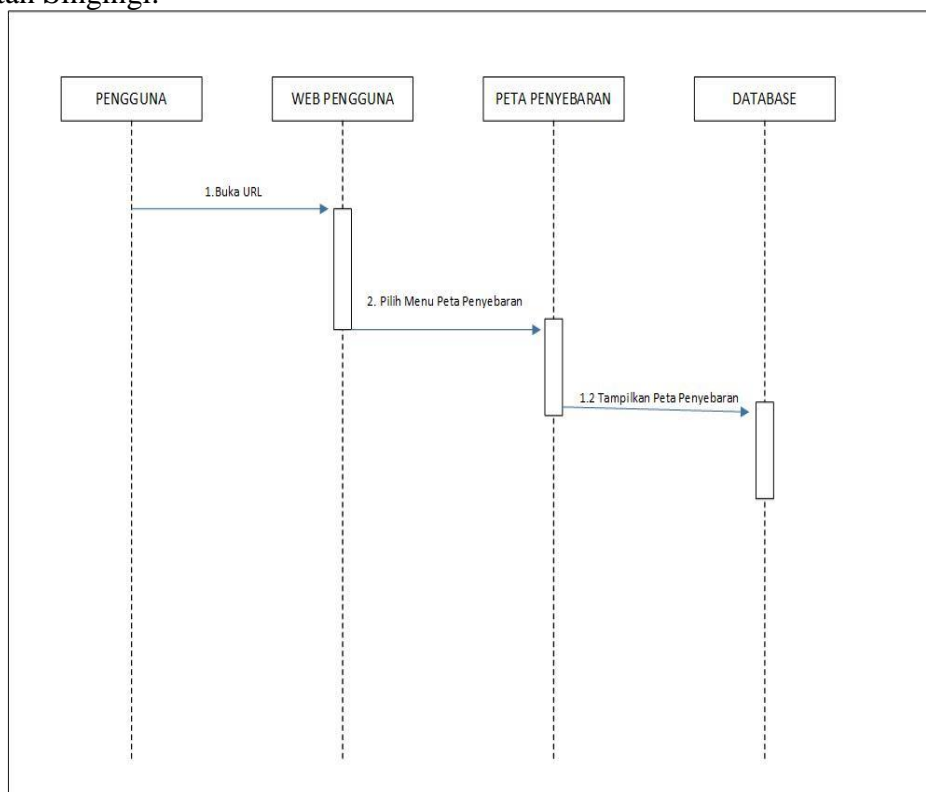 Singingi.
PENGGUNA
WEB PENGGUNA
PETA PENYEBARAN
DATABASE
1.Buka URL
2. Pilih Menu Peta Penyebaran
1.2 Tampilkan Peta Penyebaran